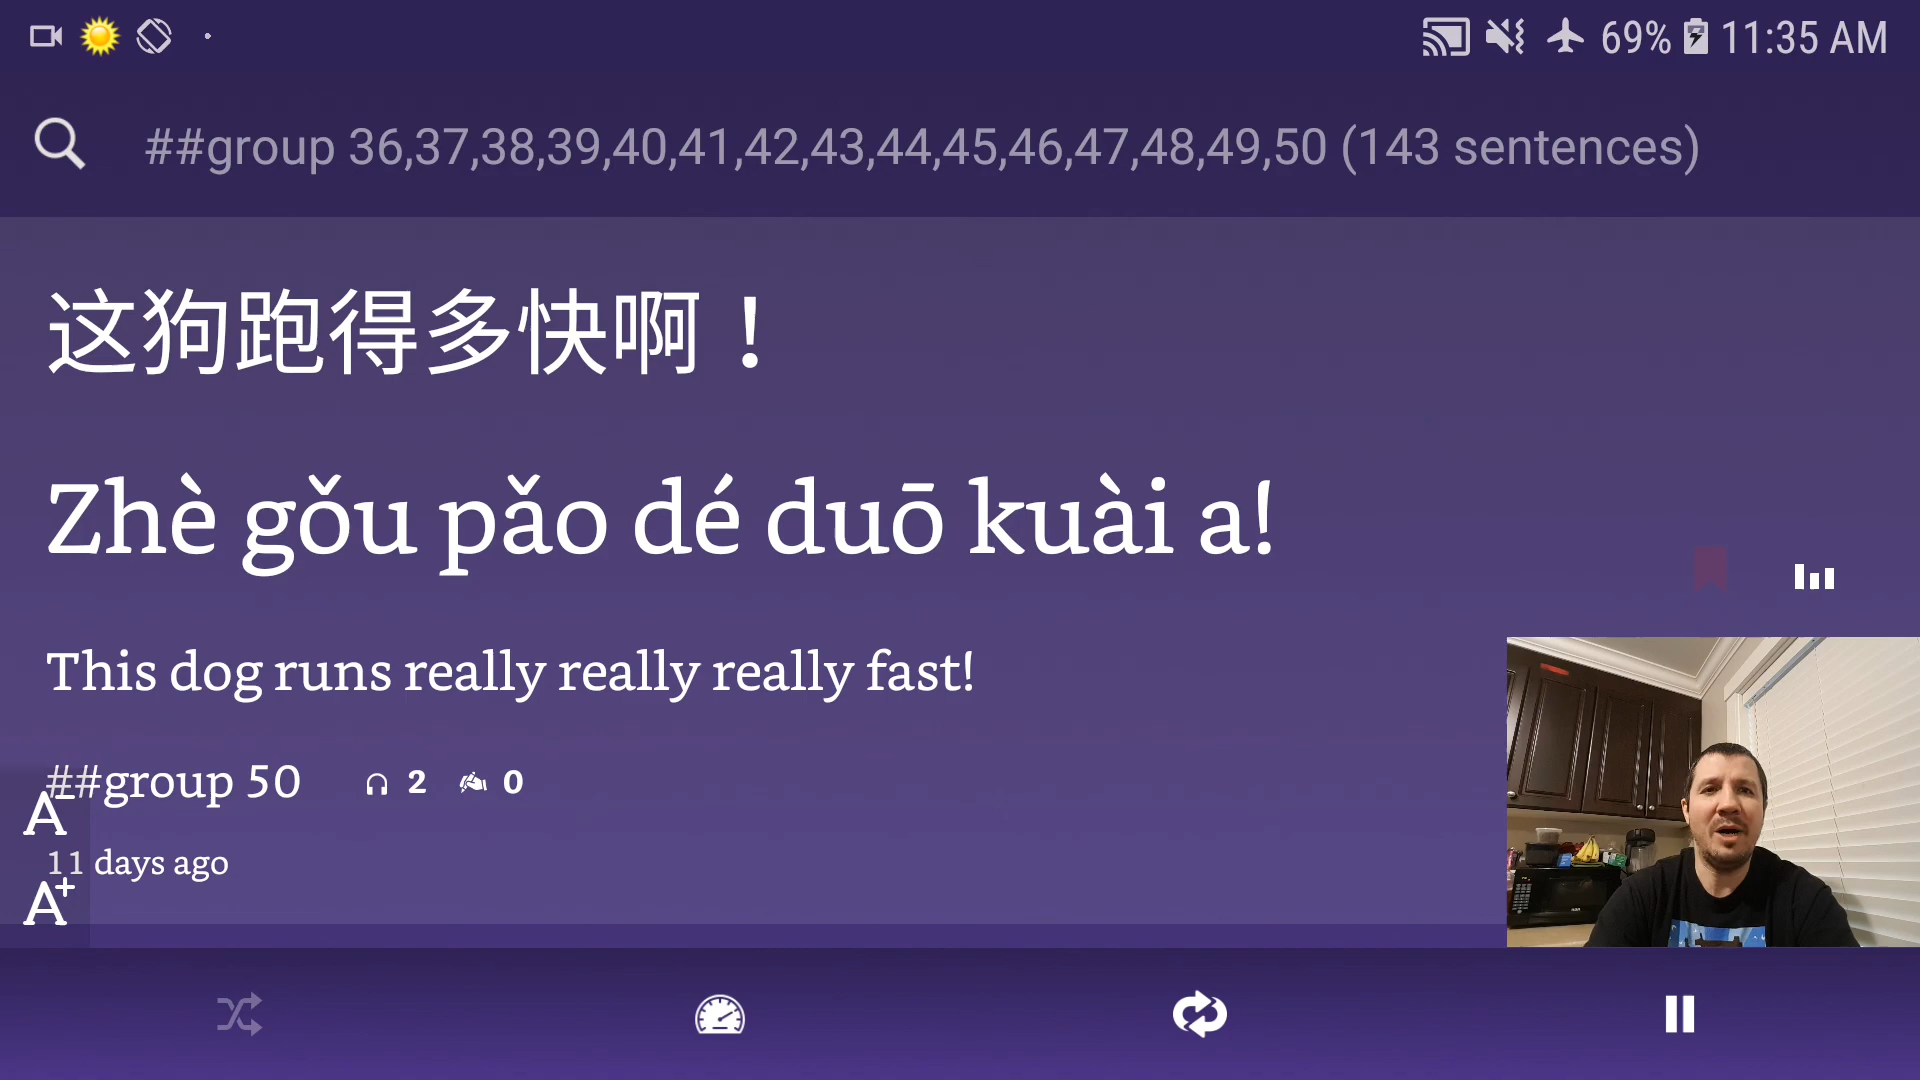 69% 11:35 AM
##group 36,37,38,39,40,41,42,43,44,45,46,47,48,49,50 (143 sentences)
这狗跑得多快啊！
Zhè gǒu pǎo dé duō kuài a!
This dog runs really really really fast!
##group 50 2 0
A-
11 days ago
A+